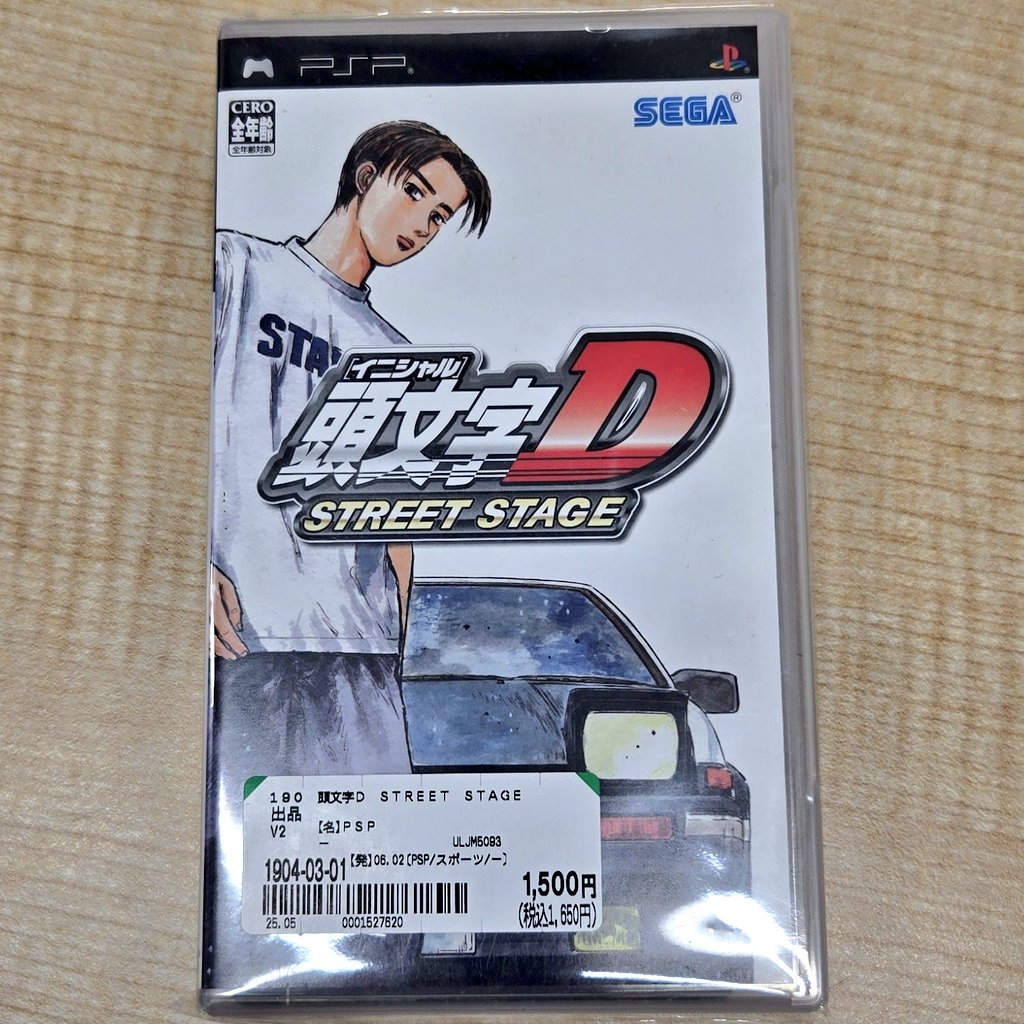 PSP
SEGA
CERO
全年齢
全年齢対象
[イニシャル]
頭文字D
STREET STAGE
190 頭文字D STREET STAGE
出品
V2 【名】PSP
ー ULJM5093
1904-03-01 【発】06.02(PSP/スポーツ/ー)
1,500円
(税込1,650円)
25.05 0001527620